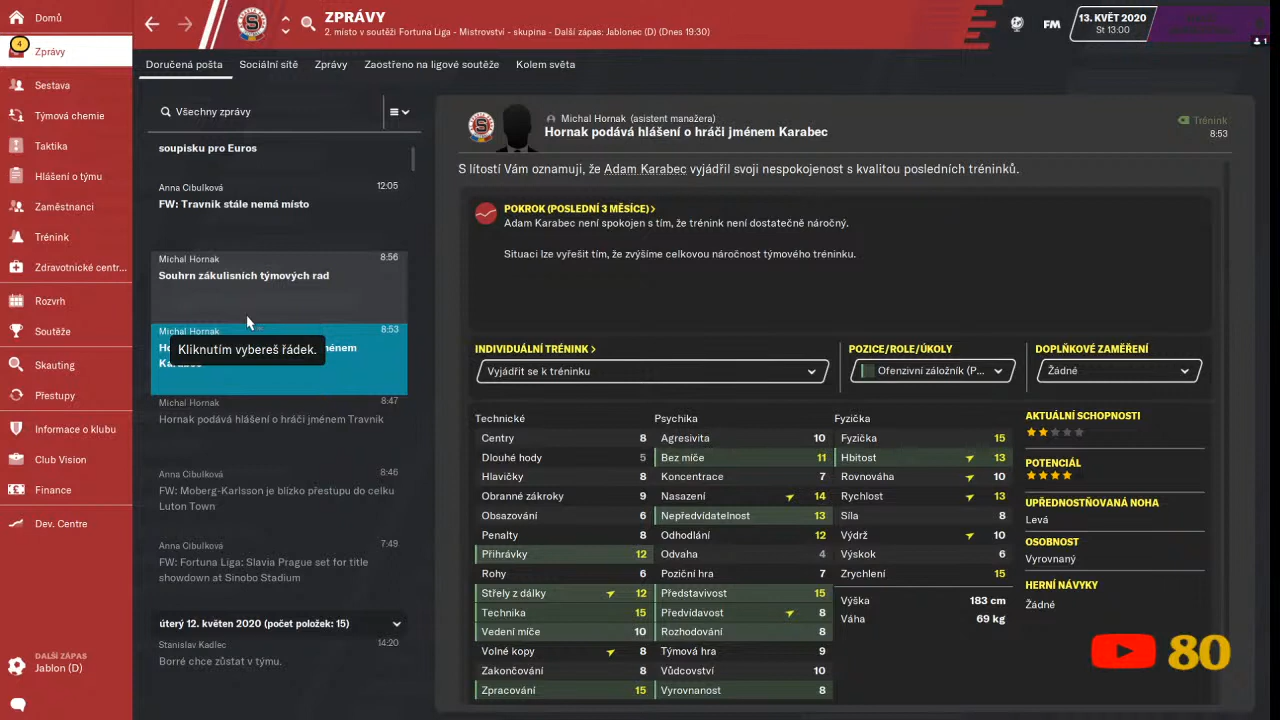 Domů
4
Zprávy
Sestava
Týmová chemie
Taktika
Hlášení o týmu
Zaměstnanci
Trénink
Zdravotnické centr...
Rozvrh
Soutěže
Skauting
Přestupy
Informace o klubu
Club Vision
Finance
Dev. Centre
DALŠÍ ZÁPAS
Jablon (D)
ZPRÁVY
2. místo v soutěži Fortuna Liga - Mistrovství - skupina - Další zápas: Jablonec (D) (Dnes 19:30)
FM
13. KVĚT 2020
St 13:00
1
Doručená pošta
Sociální sítě
Zprávy
Zaostřeno na ligové soutěže
Kolem světa
Všechny zprávy
soupisku pro Euros
Anna Cibulková 12:05
FW: Travnik stále nemá místo
Michal Hornak 8:56
Souhrn zákulisních týmových rad
Michal Hornak 8:53
Kliknutím vybereš řádek.
Michal Hornak 8:47
Hornak podává hlášení o hráči jménem Travnik
Anna Cibulková 8:46
FW: Moberg-Karlsson je blízko přestupu do celku
Luton Town
Anna Cibulková 7:49
FW: Fortuna Liga: Slavia Prague set for title
showdown at Sinobo Stadium
úterý 12. květen 2020 (počet položek: 15)
Stanislav Kadlec 14:20
Borré chce zůstat v týmu.
Michal Hornak (asistent manažera)
Hornak podává hlášení o hráči jménem Karabec
Trénink
8:53
S lítostí Vám oznamuji, že Adam Karabec vyjádřil svoji nespokojenost s kvalitou posledních tréninků.
POKROK (POSLEDNÍ 3 MĚSÍCE)
Adam Karabec není spokojen s tím, že trénink není dostatečně náročný.
Situaci lze vyřešit tím, že zvýšíme celkovou náročnost týmového tréninku.
INDIVIDUÁLNÍ TRÉNINK
Vyjádřit se k tréninku
POZICE/ROLE/ÚKOLY
Ofenzivní záložník (P...
DOPLŇKOVÉ ZAMĚŘENÍ
Žádné
Technické
Centry 8
Dlouhé hody 5
Hlavičky 8
Obranné zákroky 9
Obsazování 6
Penalty 8
Přihrávky 12
Rohy 6
Střely z dálky 12
Technika 15
Vedení míče 10
Volné kopy 8
Zakončování 8
Zpracování 15
Psychika
Agresivita 10
Bez míče 11
Koncentrace 7
Nasazení 14
Nepředvídatelnost 13
Odhodlání 12
Odvaha 4
Poziční hra 7
Představivost 15
Předvídavost 8
Rozhodování 8
Týmová hra 9
Vůdcovství 10
Vyrovnanost 8
Fyzička
Fyzička 15
Hbitost 13
Rovnováha 10
Rychlost 13
Síla 8
Výdrž 10
Výskok 6
Zrychlení 15
Výška 183 cm
Váha 69 kg
AKTUÁLNÍ SCHOPNOSTI
POTENCIÁL
UPŘEDNOSTŇOVANÁ NOHA
Levá
OSOBNOST
Vyrovnaný
HERNÍ NÁVYKY
Žádné
80